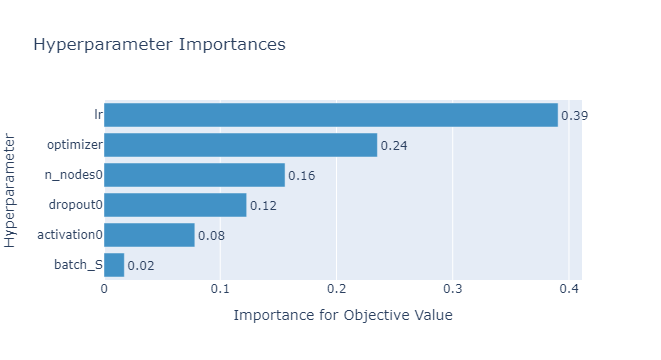 Hyperparameter Importances
Hyperparameter
lr 0.39
optimizer 0.24
n_nodes0 0.16
dropout0 0.12
activation0 0.08
batch_S 0.02
0 0.1 0.2 0.3 0.4
Importance for Objective Value